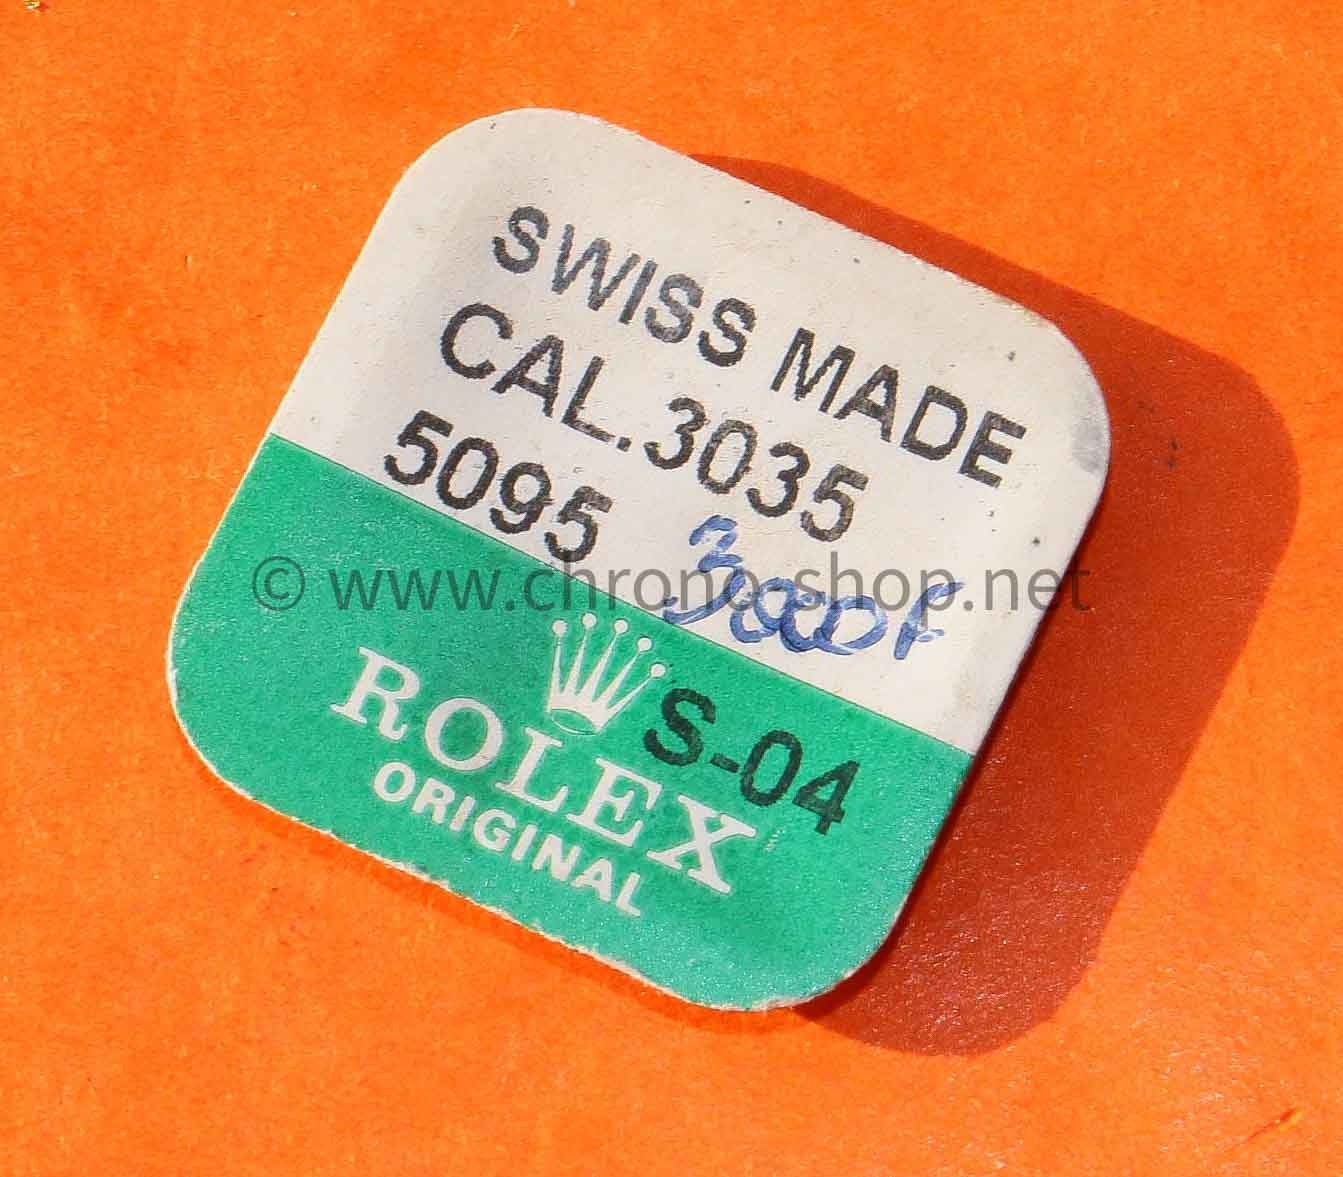 SWISS MADE
CAL.3035
5095
© www.chrono-shop.net
S-04
ROLEX
ORIGINAL